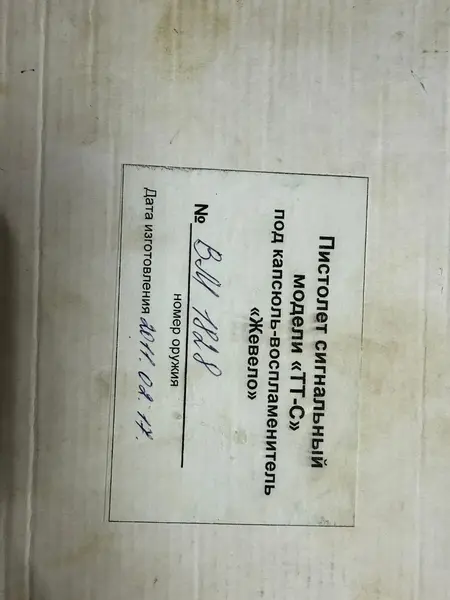 Пистолет сигнальный
модели «ТТ-С»
под капсюль-воспламенитель
«Жевело»
№ ВМ 1828
номер оружия
Дата изготовления 2011.02.17.